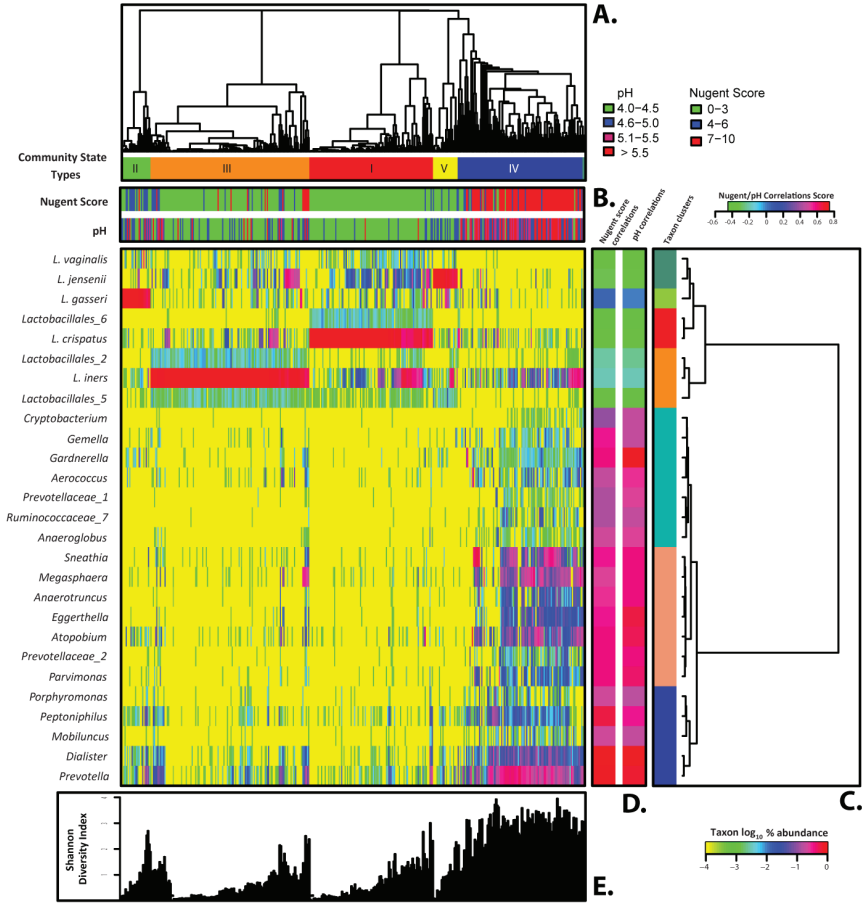 A.
pH
4.0-4.5
4.6-5.0
5.1-5.5
> 5.5
Nugent Score
0-3
4-6
7-10
Community State
Types
II
III
I
V
IV
Nugent Score
pH
B.
Nugent score
correlations
pH correlations
Taxon clusters
Nugent/pH Correlations Score
-0.6 -0.4 -0.2 0 0.2 0.4 0.6 0.8
L. vaginalis
L. jensenii
L. gasseri
Lactobacillales_6
L. crispatus
Lactobacillales_2
L. iners
Lactobacillales_5
Cryptobacterium
Gemella
Gardnerella
Aerococcus
Prevotellaceae_1
Ruminococcaceae_7
Anaeroglobus
Sneathia
Megasphaera
Anaerotruncus
Eggerthella
Atopobium
Prevotellaceae_2
Parvimonas
Porphyromonas
Peptoniphilus
Mobiluncus
Dialister
Prevotella
D.
C.
Shannon
Diversity Index
E.
Taxon log10 % abundance
-4 -3 -2 -1 0